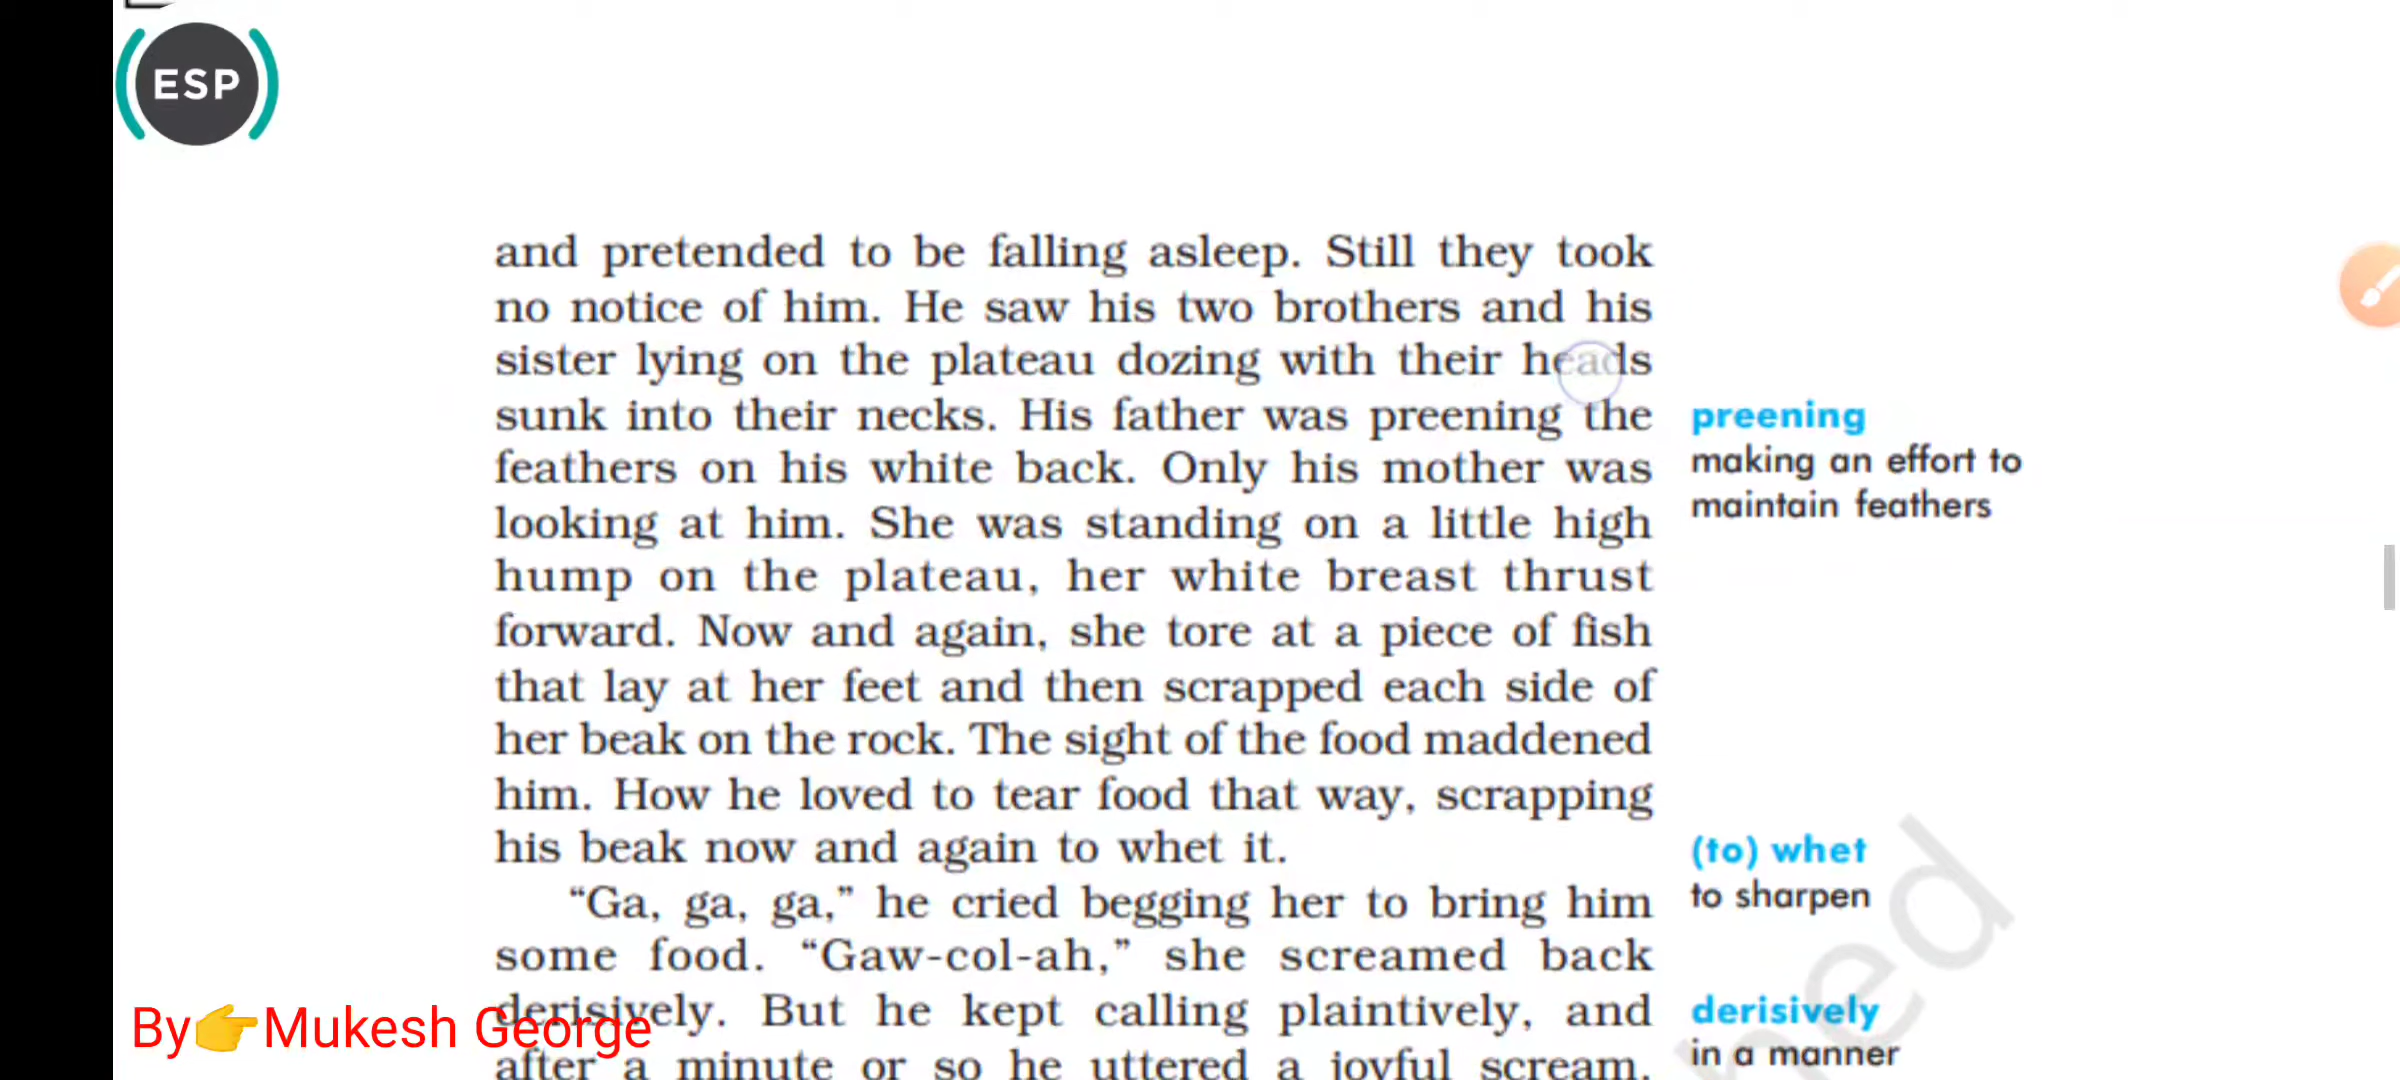 ESP
and pretended to be falling asleep. Still they took
no notice of him. He saw his two brothers and his
sister lying on the plateau dozing with their heads
sunk into their necks. His father was preening the
feathers on his white back. Only his mother was
looking at him. She was standing on a little high
hump on the plateau, her white breast thrust
forward. Now and again, she tore at a piece of fish
that lay at her feet and then scrapped each side of
her beak on the rock. The sight of the food maddened
him. How he loved to tear food that way, scrapping
his beak now and again to whet it.
“Ga, ga, ga,” he cried begging her to bring him
some food. “Gaw-col-ah,” she screamed back
derisively. But he kept calling plaintively, and
after a minute or so he uttered a joyful scream.
preening
making an effort to
maintain feathers
(to) whet
to sharpen
derisively
in a manner
By👉Mukesh George